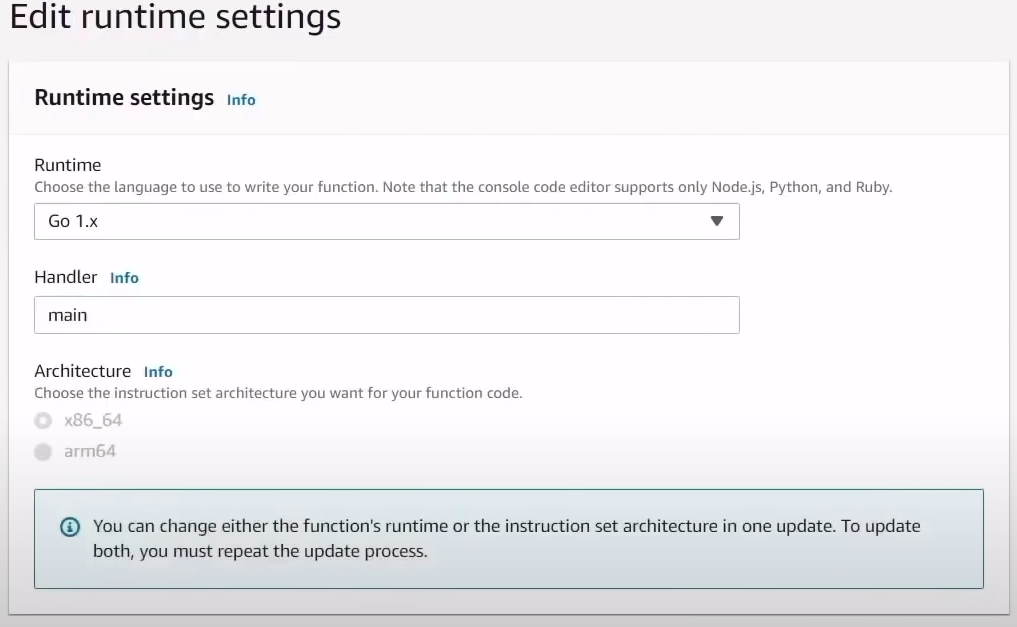 Edit runtime settings
Runtime settings Info
Runtime
Choose the language to use to write your function. Note that the console code editor supports only Node.js, Python, and Ruby.
Go 1.x
Handler Info
main
Architecture Info
Choose the instruction set architecture you want for your function code.
x86_64
arm64
You can change either the function's runtime or the instruction set architecture in one update. To update
both, you must repeat the update process.